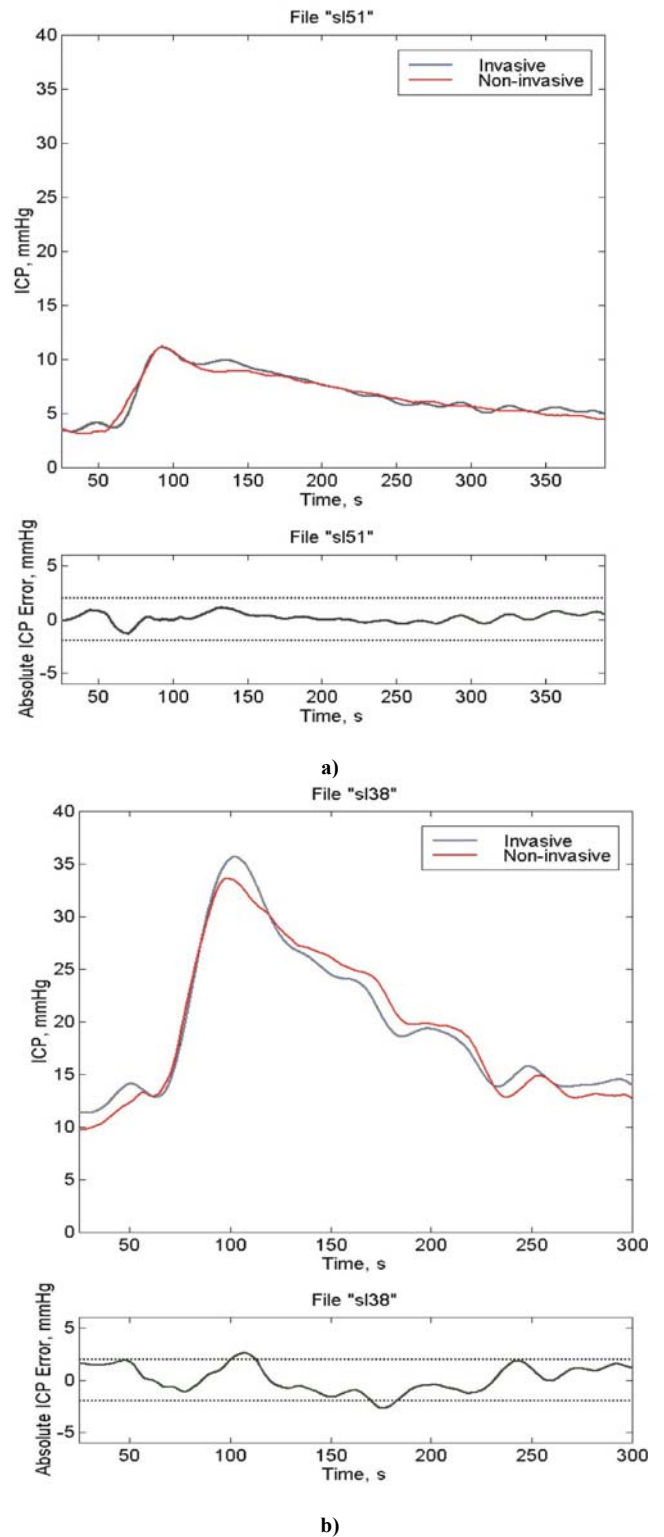 File "sl51"
40
35
30
25
20
15
10
5
0
ICP, mmHg
Invasive
Non-invasive
50 100 150 200 250 300 350
Time, s
File "sl51"
5
0
-5
Absolute ICP Error, mmHg
50 100 150 200 250 300 350
Time, s
a)
File "sl38"
40
35
30
25
20
15
10
5
0
ICP, mmHg
Invasive
Non-invasive
50 100 150 200 250 300
Time, s
File "sl38"
5
0
-5
Absolute ICP Error, mmHg
50 100 150 200 250 300
Time, s
b)